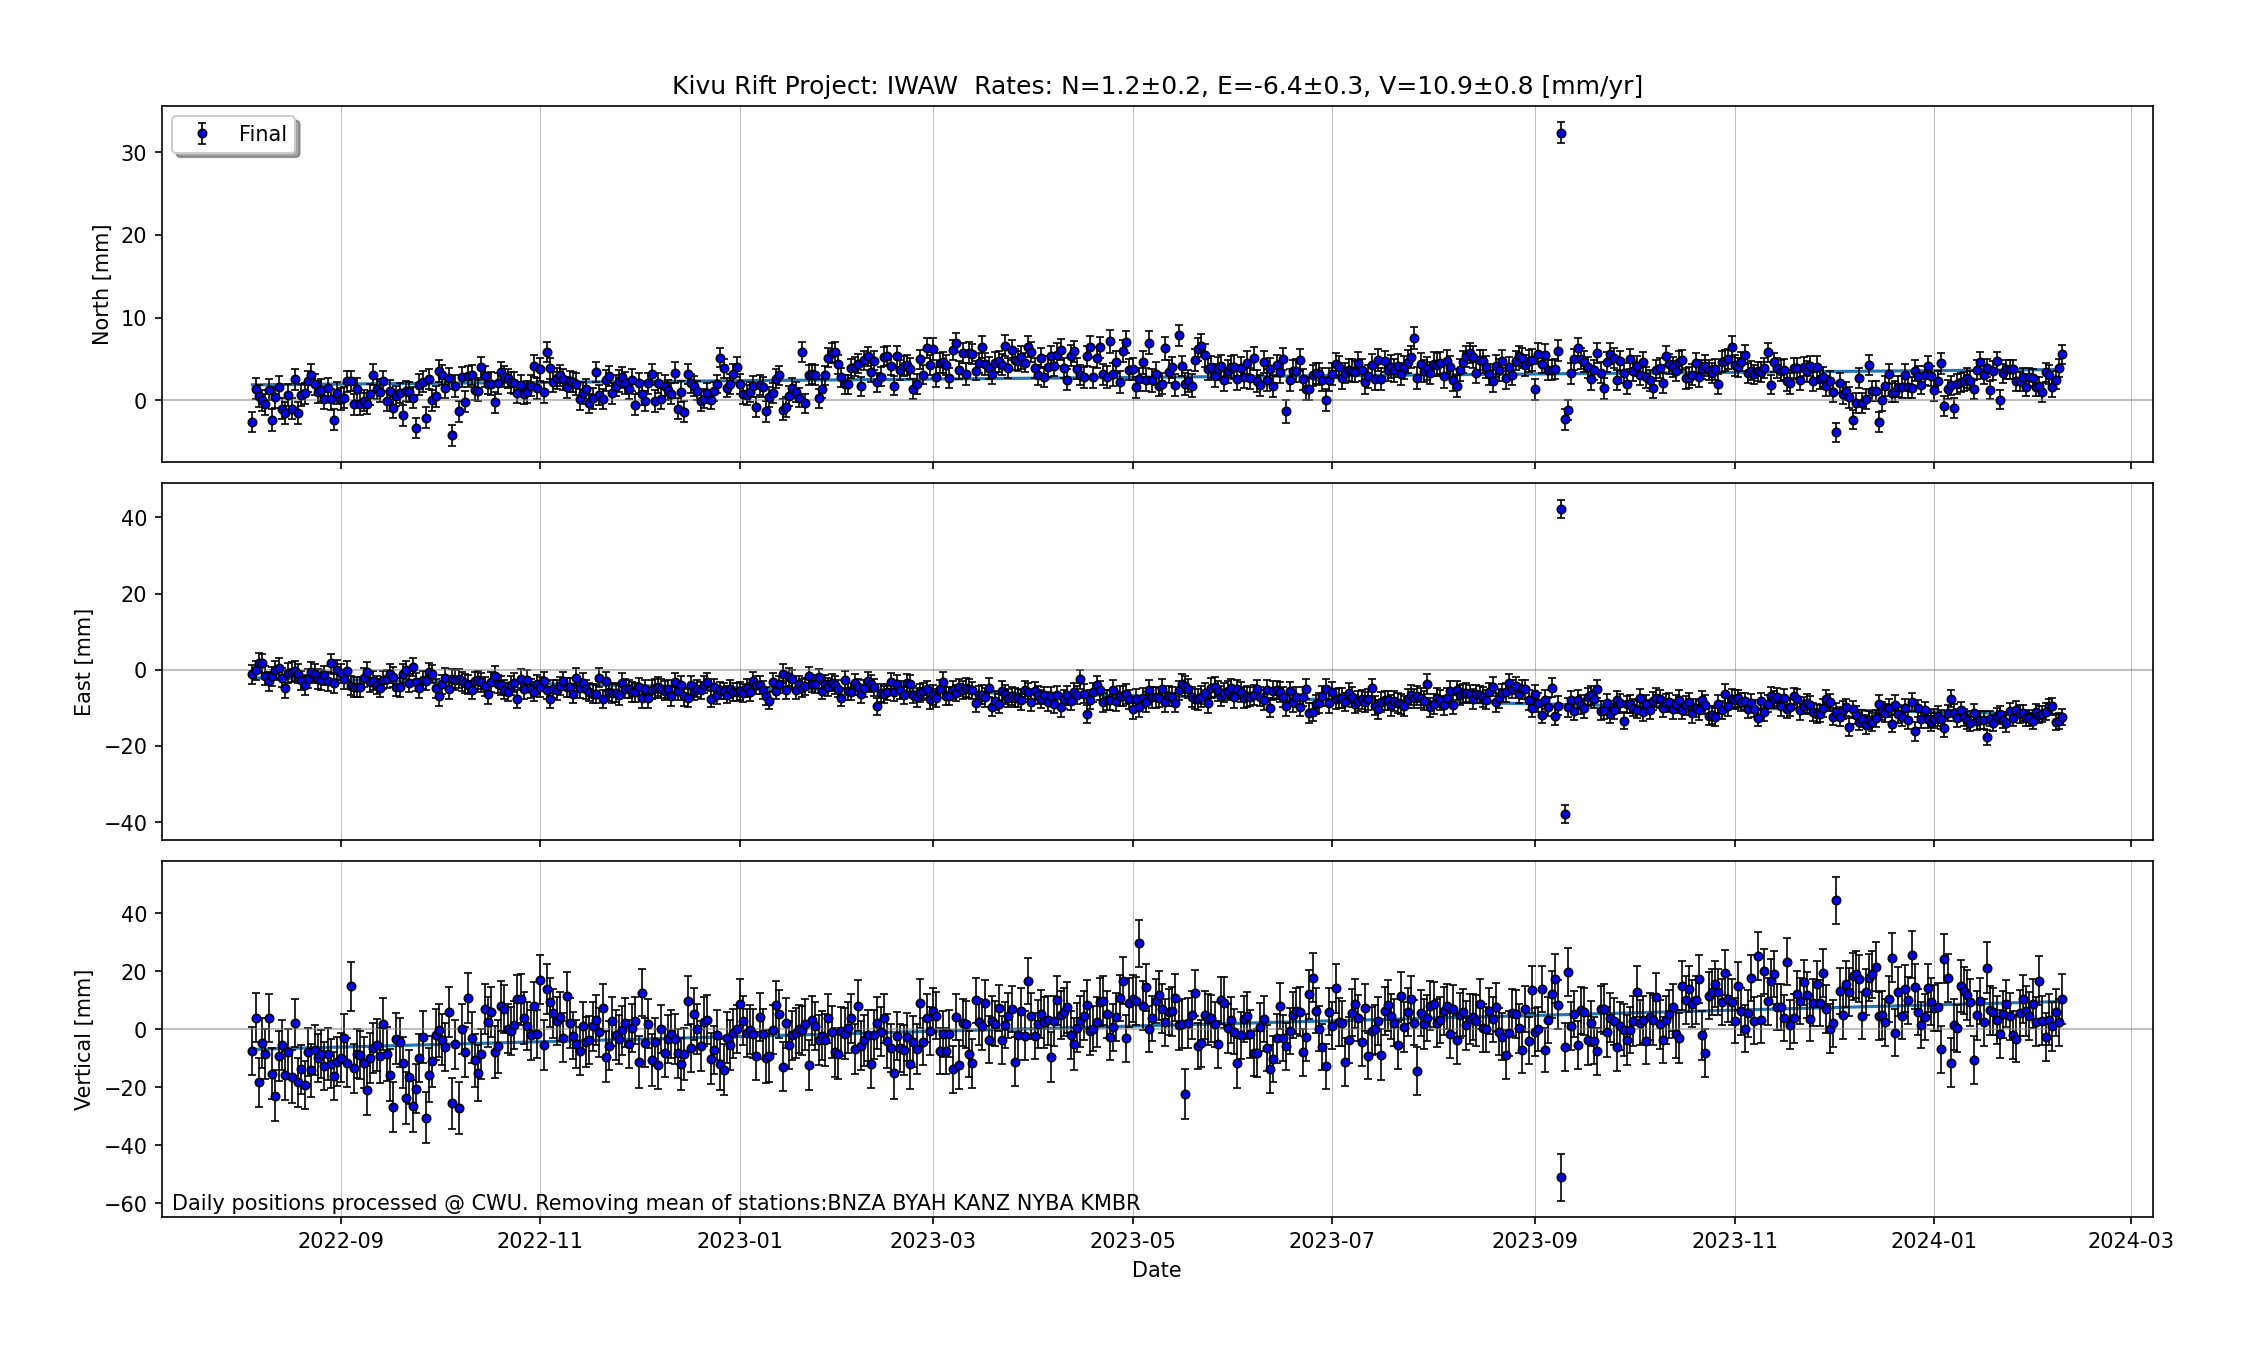 Kivu Rift Project: IWAW  Rates: N=1.2±0.2, E=-6.4±0.3, V=10.9±0.8 [mm/yr]
Final
North [mm]
30
20
10
0
East [mm]
40
20
0
−20
−40
Vertical [mm]
40
20
0
−20
−40
−60
Daily positions processed @ CWU. Removing mean of stations:BNZA BYAH KANZ NYBA KMBR
2022-09 2022-11 2023-01 2023-03 2023-05 2023-07 2023-09 2023-11 2024-01 2024-03
Date